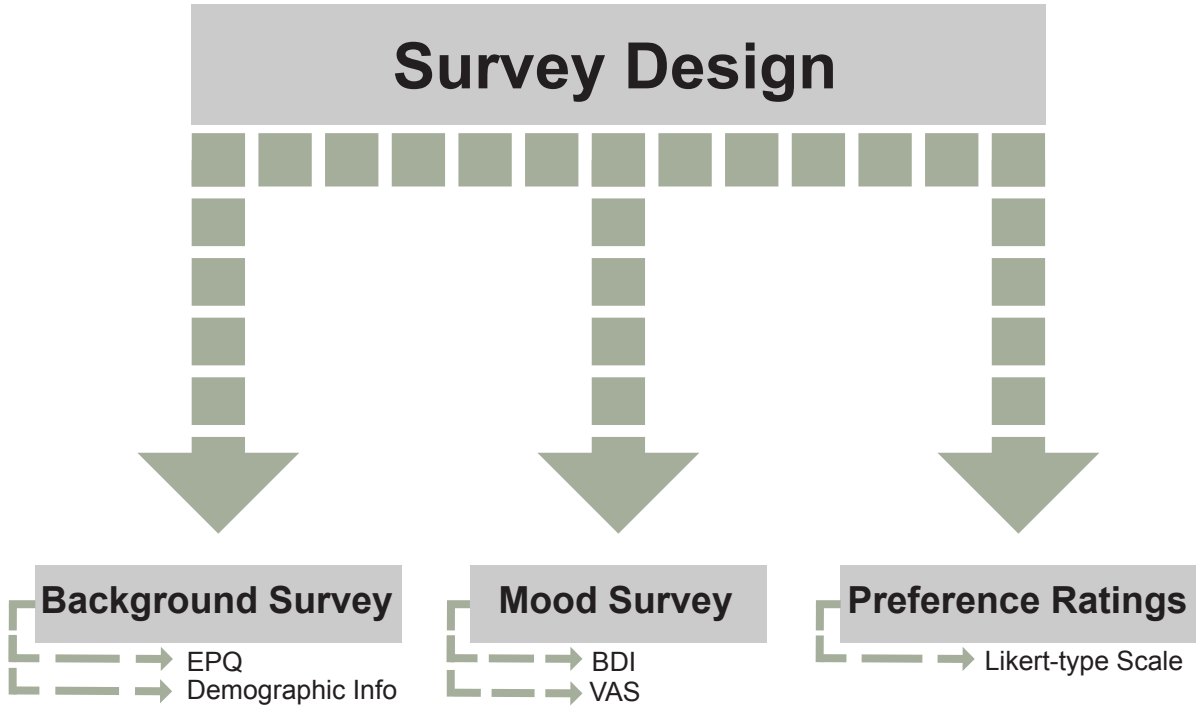 Survey Design
Background Survey
EPQ
Demographic Info
Mood Survey
BDI
VAS
Preference Ratings
Likert-type Scale